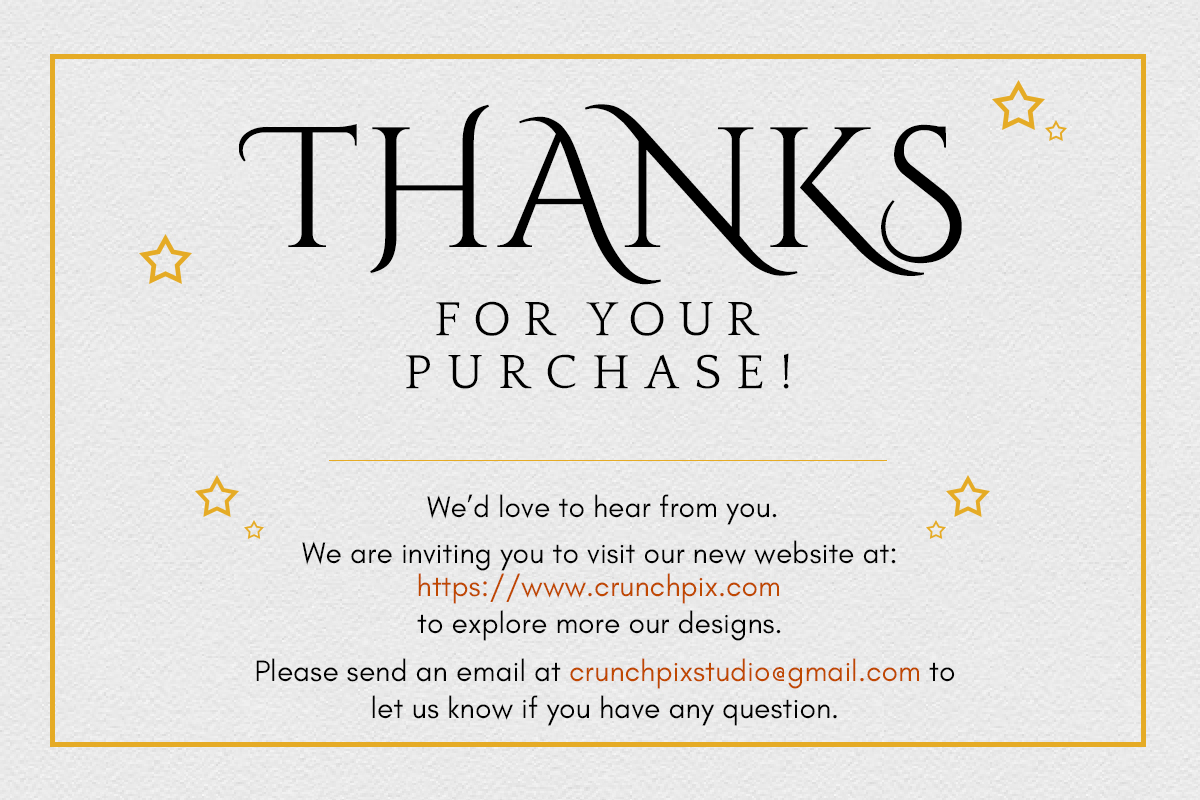 THANKS
FOR YOUR
PURCHASE!
We'd love to hear from you.
We are inviting you to visit our new website at:
https://www.crunchpix.com
to explore more our designs.
Please send an email at crunchpixstudio@gmail.com to
let us know if you have any question.